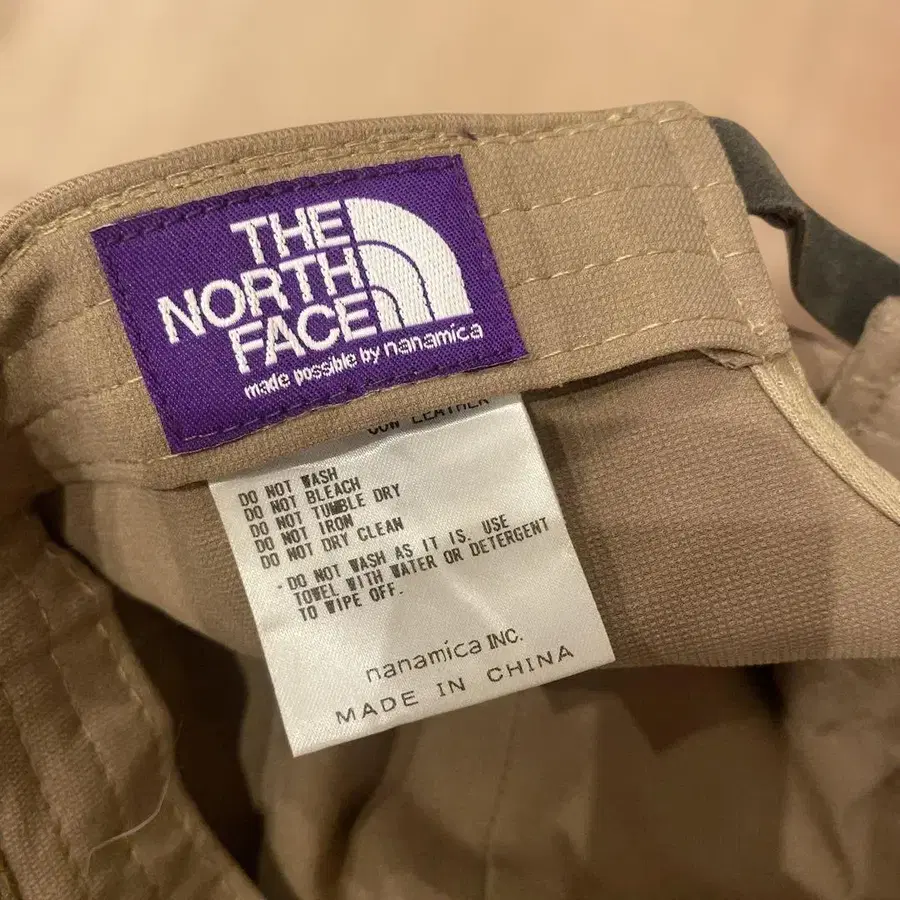 THE
NORTH
FACE
made possible by nanamica
COW LEATHER
DO NOT WASH
DO NOT BLEACH
DO NOT TUMBLE DRY
DO NOT IRON
DO NOT DRY CLEAN
・DO NOT WASH AS IT IS. USE
TOWEL WITH WATER OR DETERGENT
TO WIPE OFF.
nanamica INC.
MADE IN CHINA